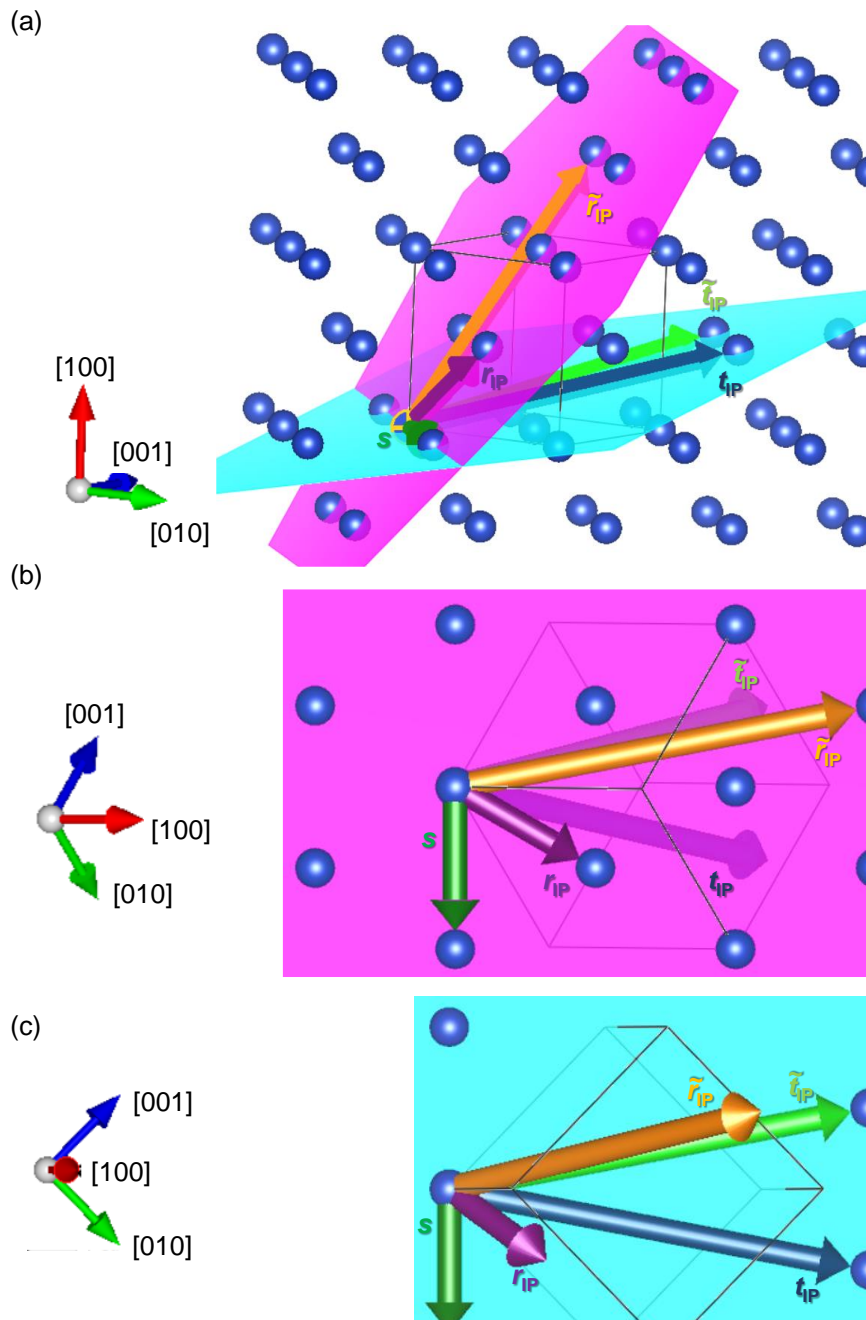 (a)
r̃IP
t̃IP
[100]
rIP
tIP
s
[001]
[010]
(b)
[001]
t̃IP
r̃IP
[100]
s
rIP
tIP
[010]
(c)
[001]
r̃IP
t̃IP
[100]
s
[010]
rIP
tIP